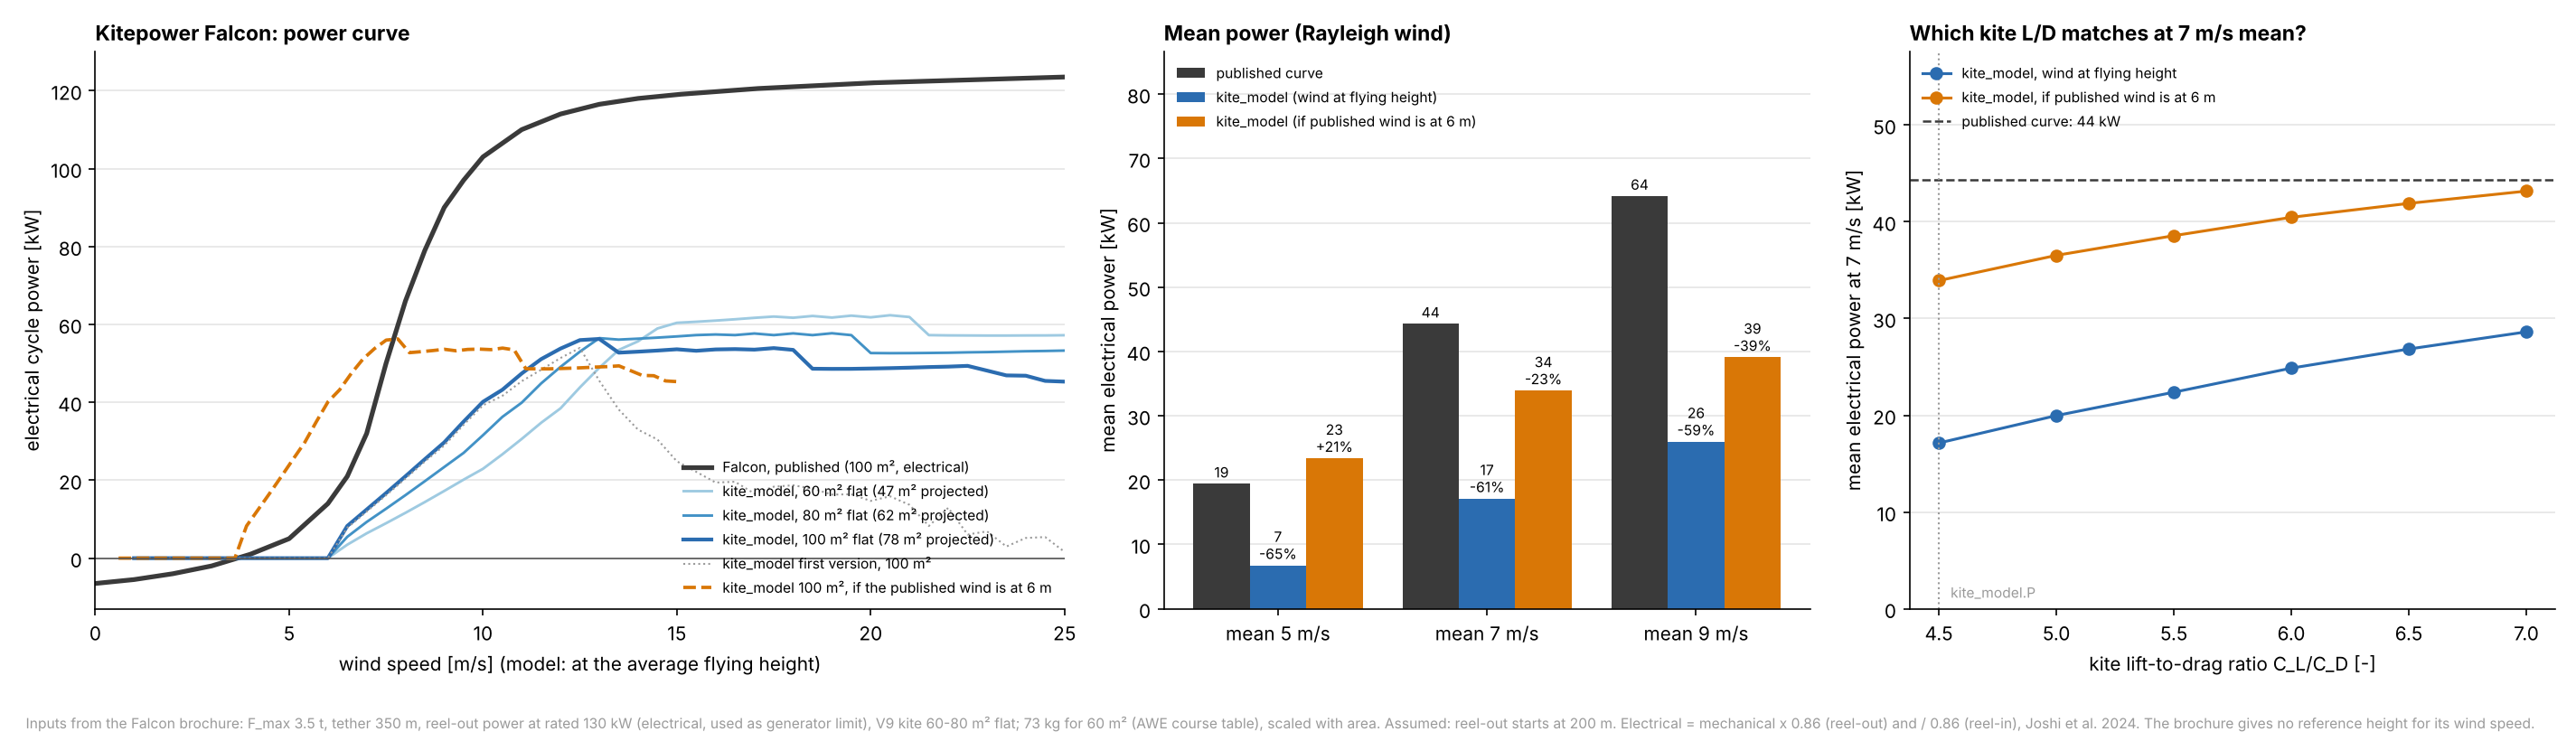 Kitepower Falcon: power curve
electrical cycle power [kW]
120
100
80
60
40
20
0
Falcon, published (100 m², electrical)
kite_model, 60 m² flat (47 m² projected)
kite_model, 80 m² flat (62 m² projected)
kite_model, 100 m² flat (78 m² projected)
kite_model first version, 100 m²
kite_model 100 m², if the published wind is at 6 m
0 5 10 15 20 25
wind speed [m/s] (model: at the average flying height)
Mean power (Rayleigh wind)
mean electrical power [kW]
published curve
kite_model (wind at flying height)
kite_model (if published wind is at 6 m)
80
70
60
50
40
30
20
10
0
19
7
-65%
23
+21%
44
17
-61%
34
-23%
64
26
-59%
39
-39%
mean 5 m/s mean 7 m/s mean 9 m/s
Which kite L/D matches at 7 m/s mean?
mean electrical power at 7 m/s [kW]
kite_model, wind at flying height
kite_model, if published wind is at 6 m
published curve: 44 kW
50
40
30
20
10
0
kite_model.P
4.5 5.0 5.5 6.0 6.5 7.0
kite lift-to-drag ratio C_L/C_D [-]
Inputs from the Falcon brochure: F_max 3.5 t, tether 350 m, reel-out power at rated 130 kW (electrical, used as generator limit), V9 kite 60-80 m² flat; 73 kg for 60 m² (AWE course table), scaled with area. Assumed: reel-out starts at 200 m. Electrical = mechanical x 0.86 (reel-out) and / 0.86 (reel-in), Joshi et al. 2024. The brochure gives no reference height for its wind speed.